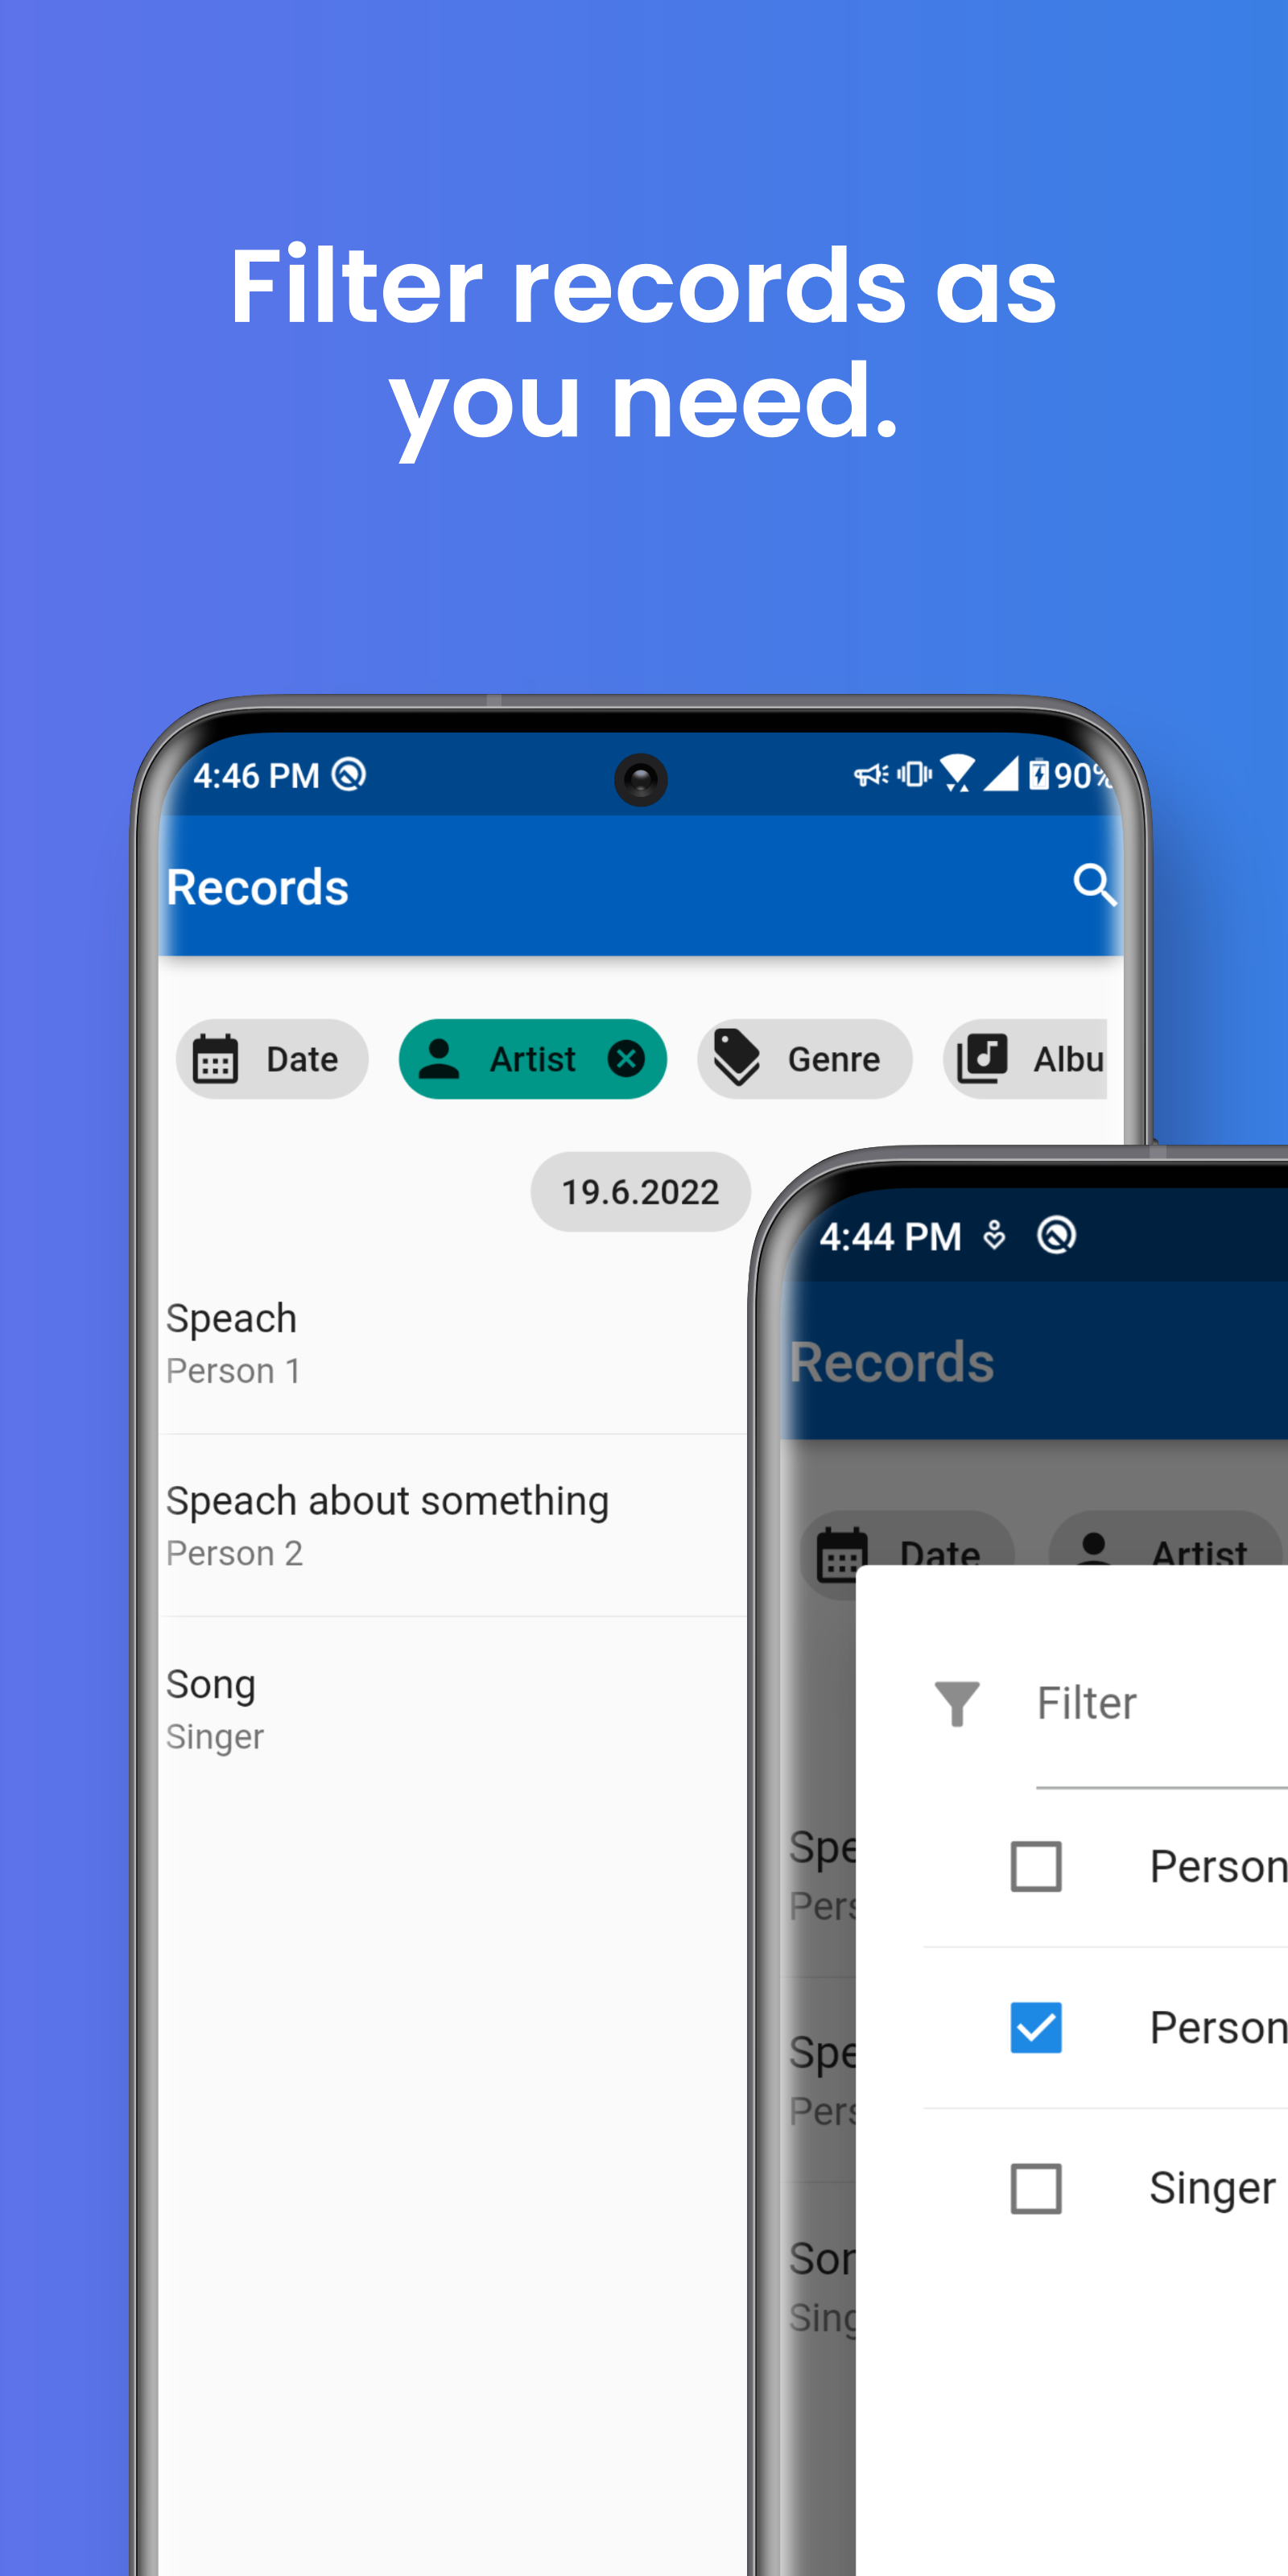 Filter records as
you need.
4:46 PM
90%
Records
Date
Artist
Genre
Albu
19.6.2022
Speach
Person 1
Speach about something
Person 2
Song
Singer
4:44 PM
Records
Date
Artist
Spe
Pers
Spe
Pers
Son
Sing
Filter
Person
Person
Singer